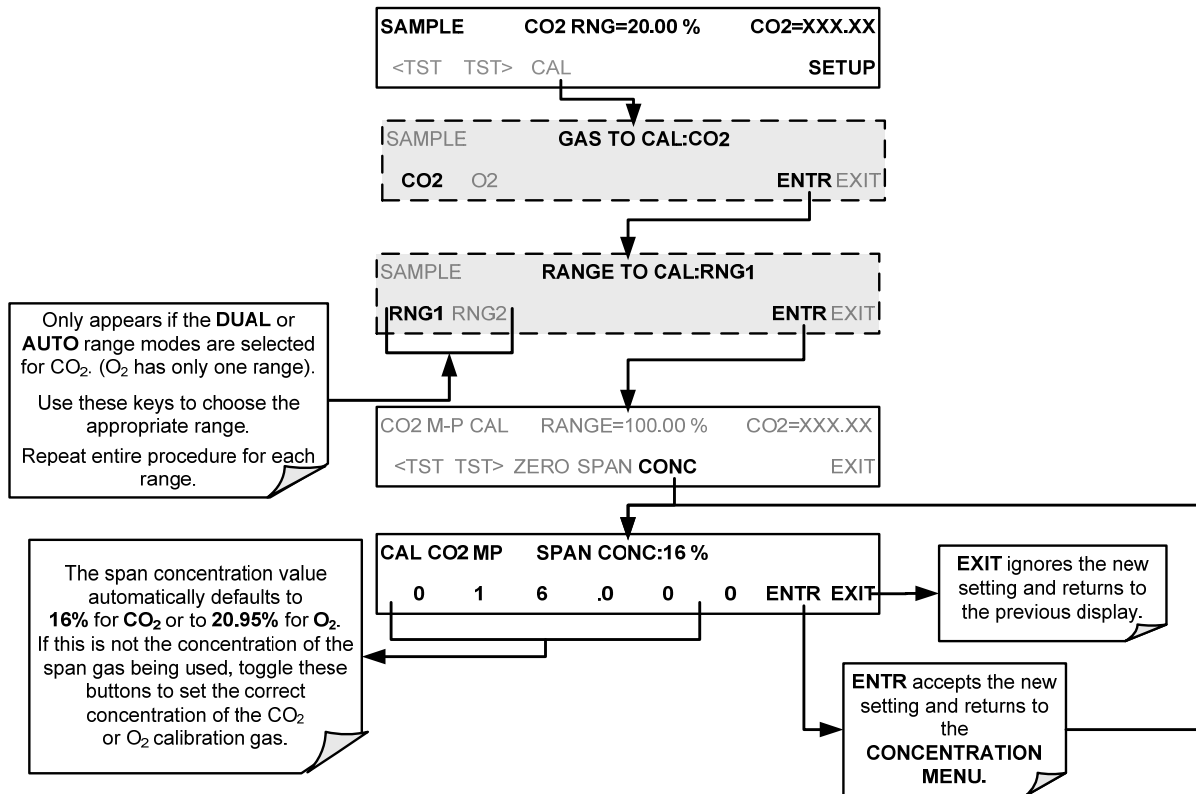 SAMPLE CO2 RNG=20.00 % CO2=XXX.XX
<TST TST> CAL SETUP
SAMPLE GAS TO CAL:CO2
CO2 O2 ENTR EXIT
SAMPLE RANGE TO CAL:RNG1
RNG1 RNG2 ENTR EXIT
Only appears if the DUAL or
AUTO range modes are selected
for CO₂. (O₂ has only one range).
Use these keys to choose the
appropriate range.
Repeat entire procedure for each
range.
CO2 M-P CAL RANGE=100.00 % CO2=XXX.XX
<TST TST> ZERO SPAN CONC EXIT
CAL CO2 MP SPAN CONC:16 %
0 1 6 .0 0 0 ENTR EXIT
The span concentration value
automatically defaults to
16% for CO₂ or to 20.95% for O₂.
If this is not the concentration of the
span gas being used, toggle these
buttons to set the correct
concentration of the CO₂
or O₂ calibration gas.
EXIT ignores the new
setting and returns to
the previous display.
ENTR accepts the new
setting and returns to
the
CONCENTRATION
MENU.